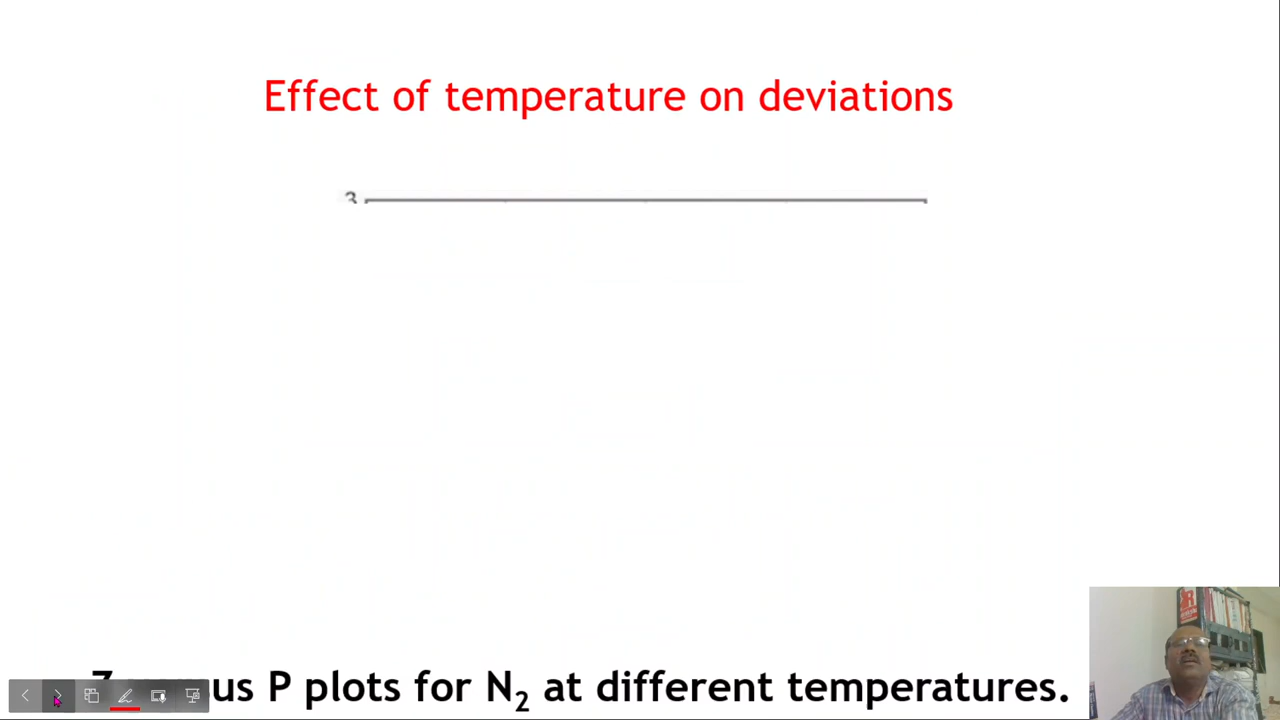 Effect of temperature on deviations
3
us P plots for N₂ at different temperatures.